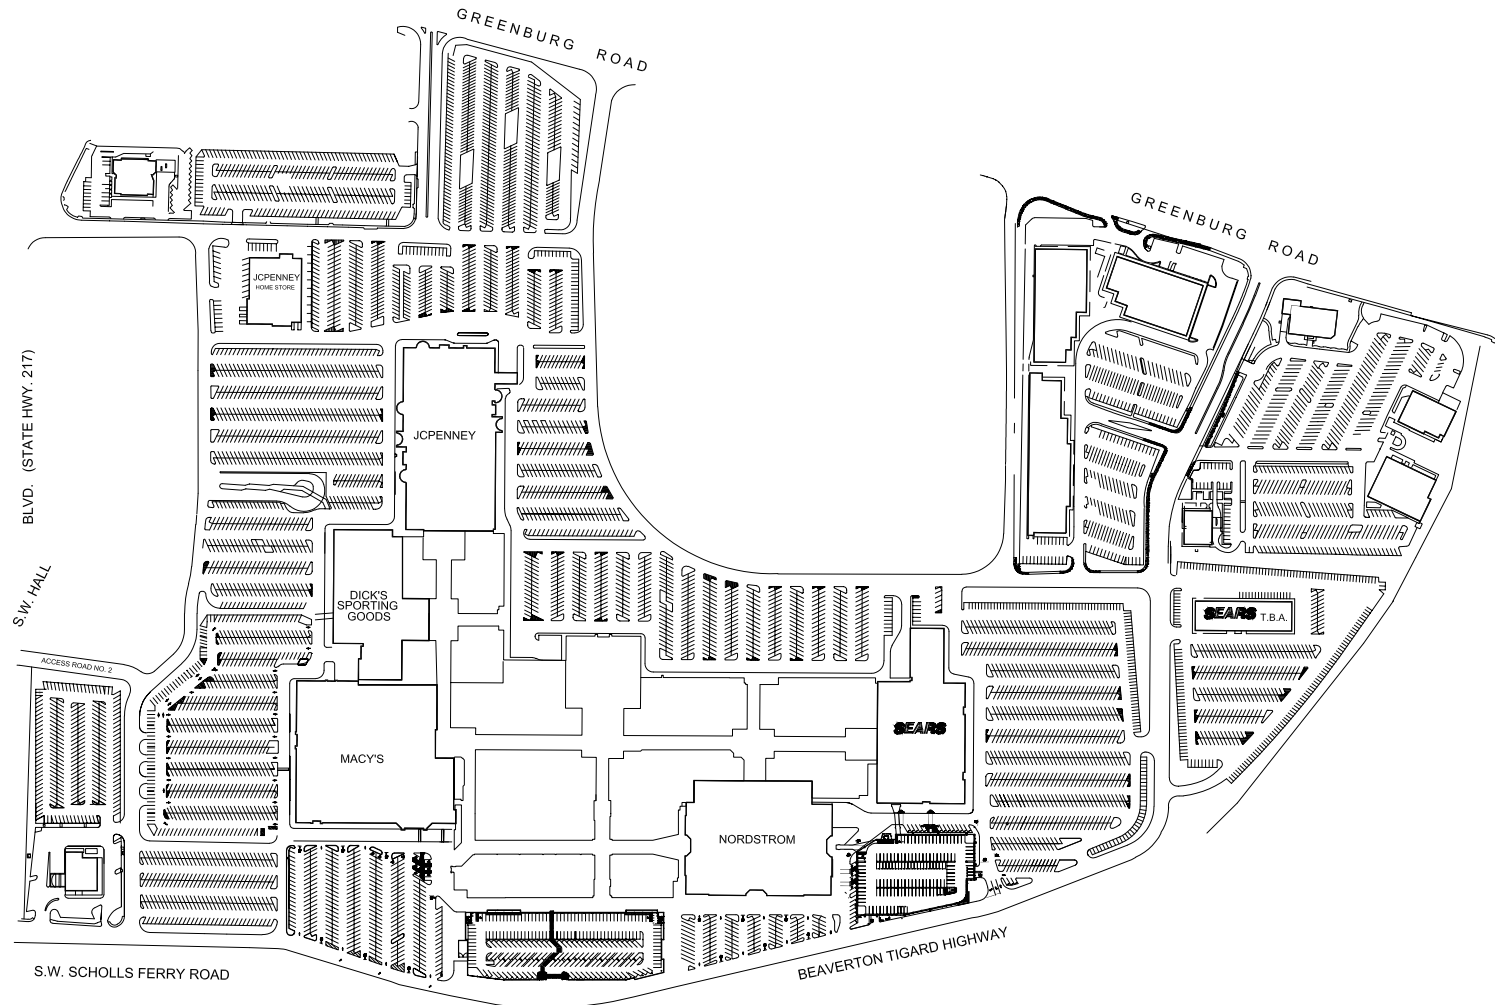 GREENBURG ROAD
GREENBURG ROAD
JCPENNEY
HOME STORE
BLVD. (STATE HWY. 217)
S.W. HALL
JCPENNEY
DICK'S
SPORTING
GOODS
SEARS T.B.A.
ACCESS ROAD NO. 2
SEARS
MACY'S
NORDSTROM
BEAVERTON TIGARD HIGHWAY
S.W. SCHOLLS FERRY ROAD